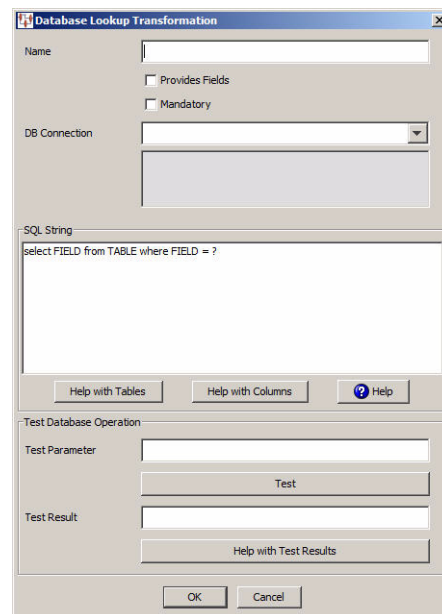 Database Lookup Transformation
Name
Provides Fields
Mandatory
DB Connection
SQL String
select FIELD from TABLE where FIELD = ?
Help with Tables Help with Columns Help
Test Database Operation
Test Parameter
Test
Test Result
Help with Test Results
OK Cancel